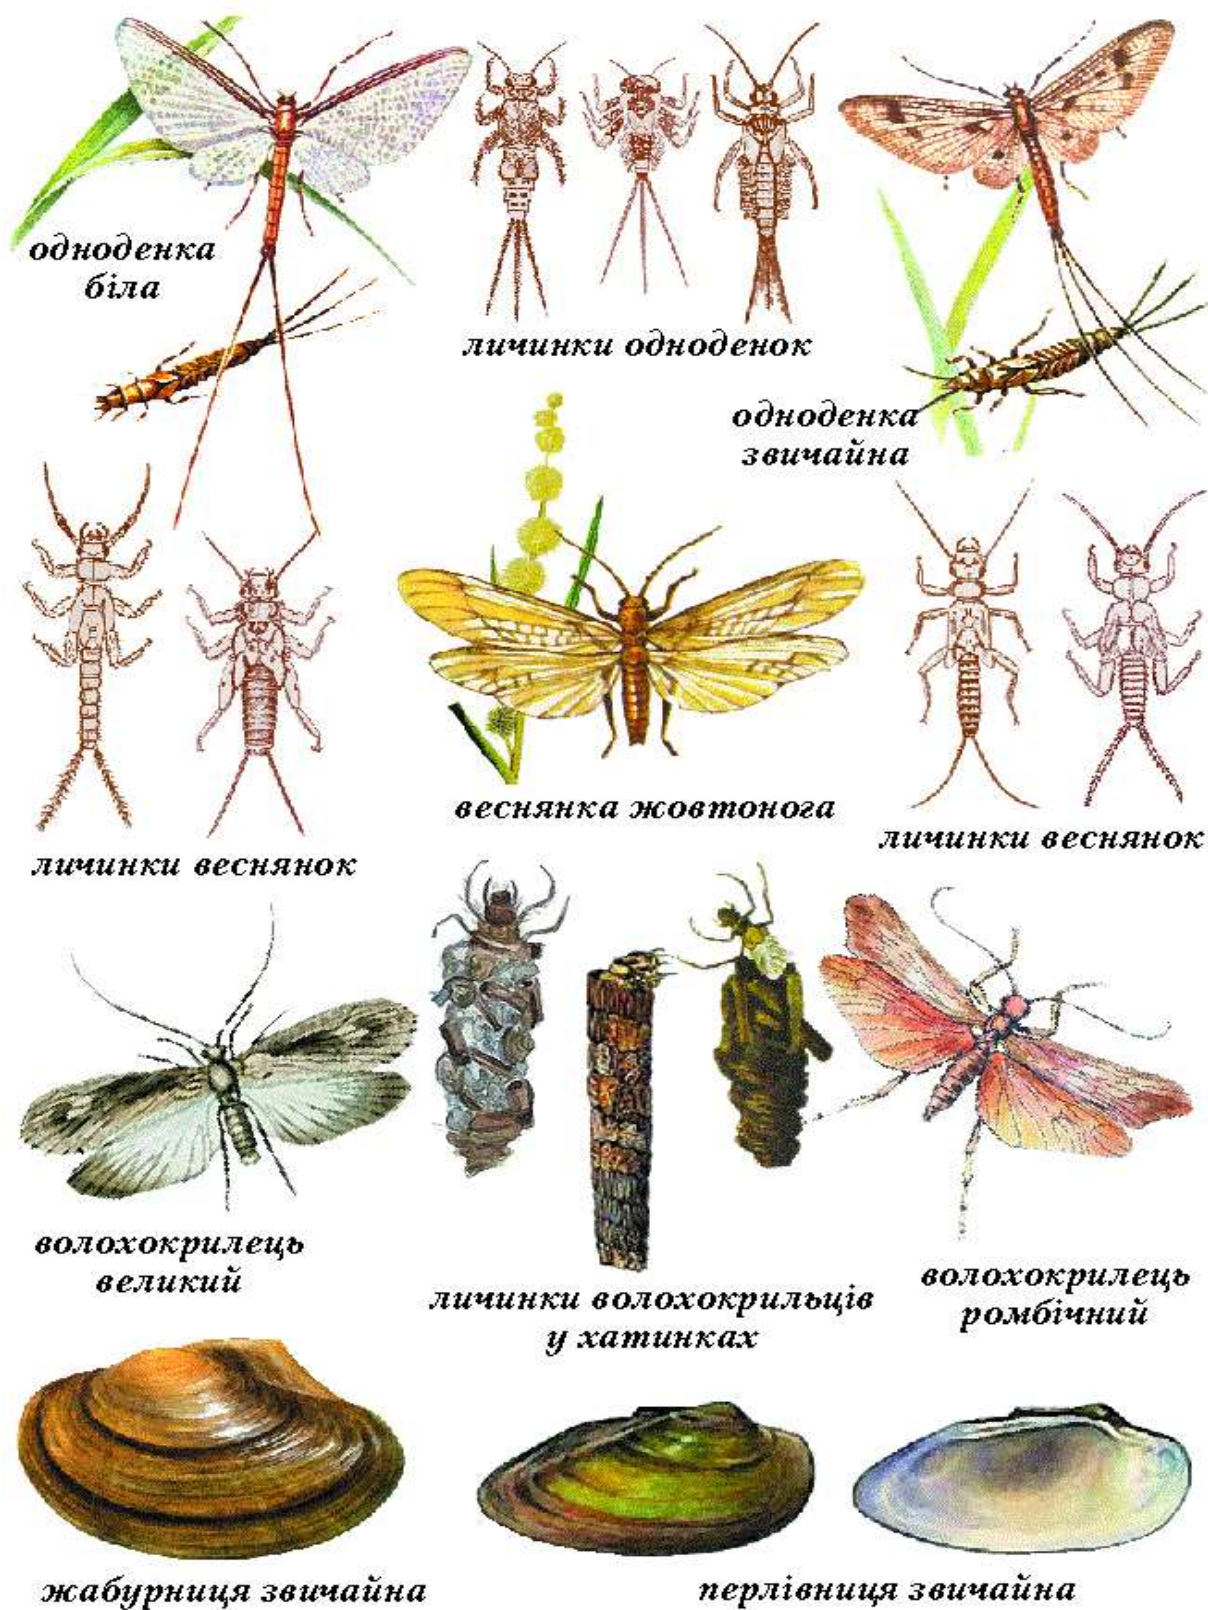 одноденка
біла
личинки одноденок
одноденка
звичайна
веснянка жовтонога
личинки веснянок
личинки веснянок
волохокрилець
великий
личинки волохокрильців
у хатинках
волохокрилець
ромбічний
жабурниця звичайна
перлівниця звичайна